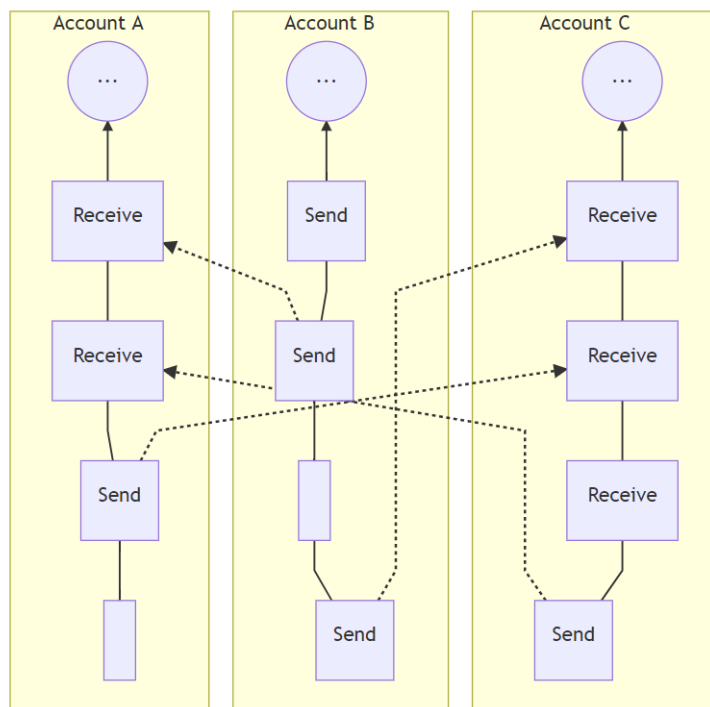 Account A
Account B
Account C
...
...
...
Receive
Send
Receive
Receive
Send
Receive
Send
Receive
Send
Send